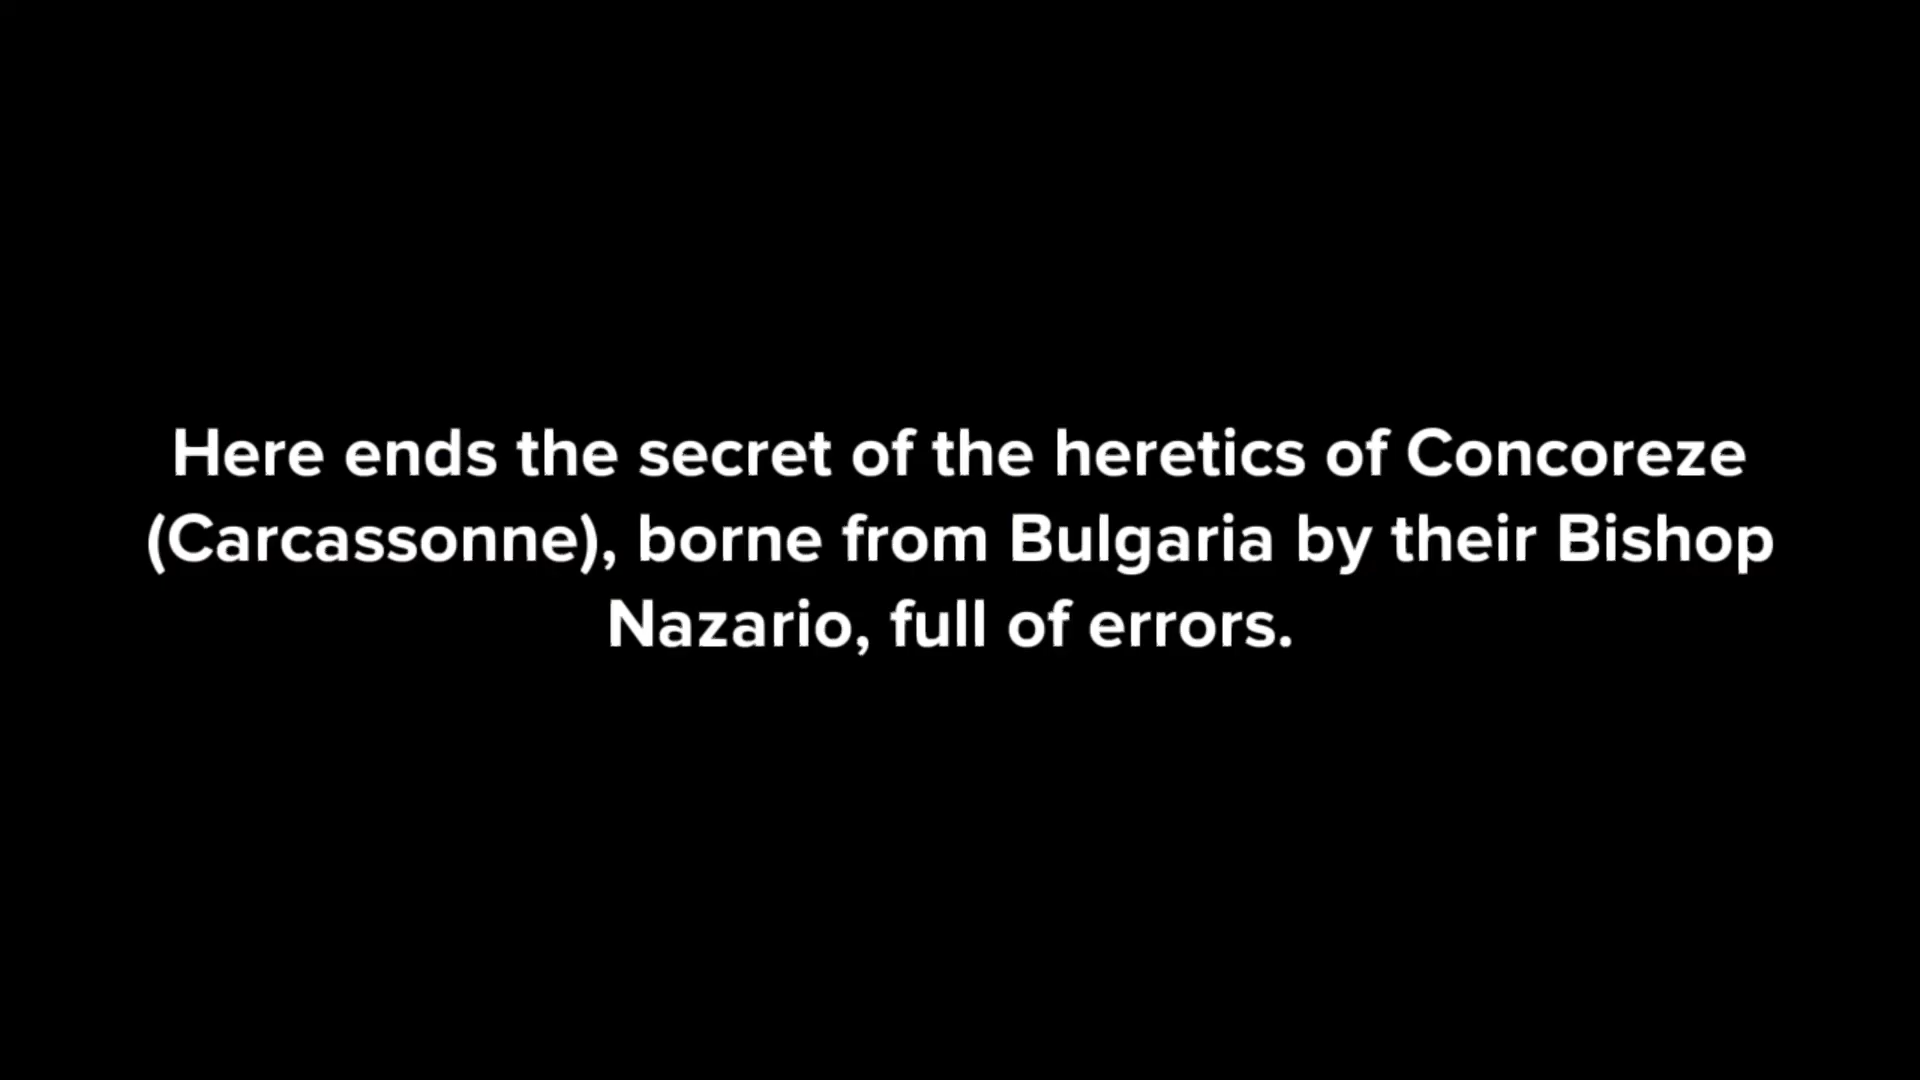 Here ends the secret of the heretics of Concoreze
(Carcassonne), borne from Bulgaria by their Bishop
Nazario, full of errors.